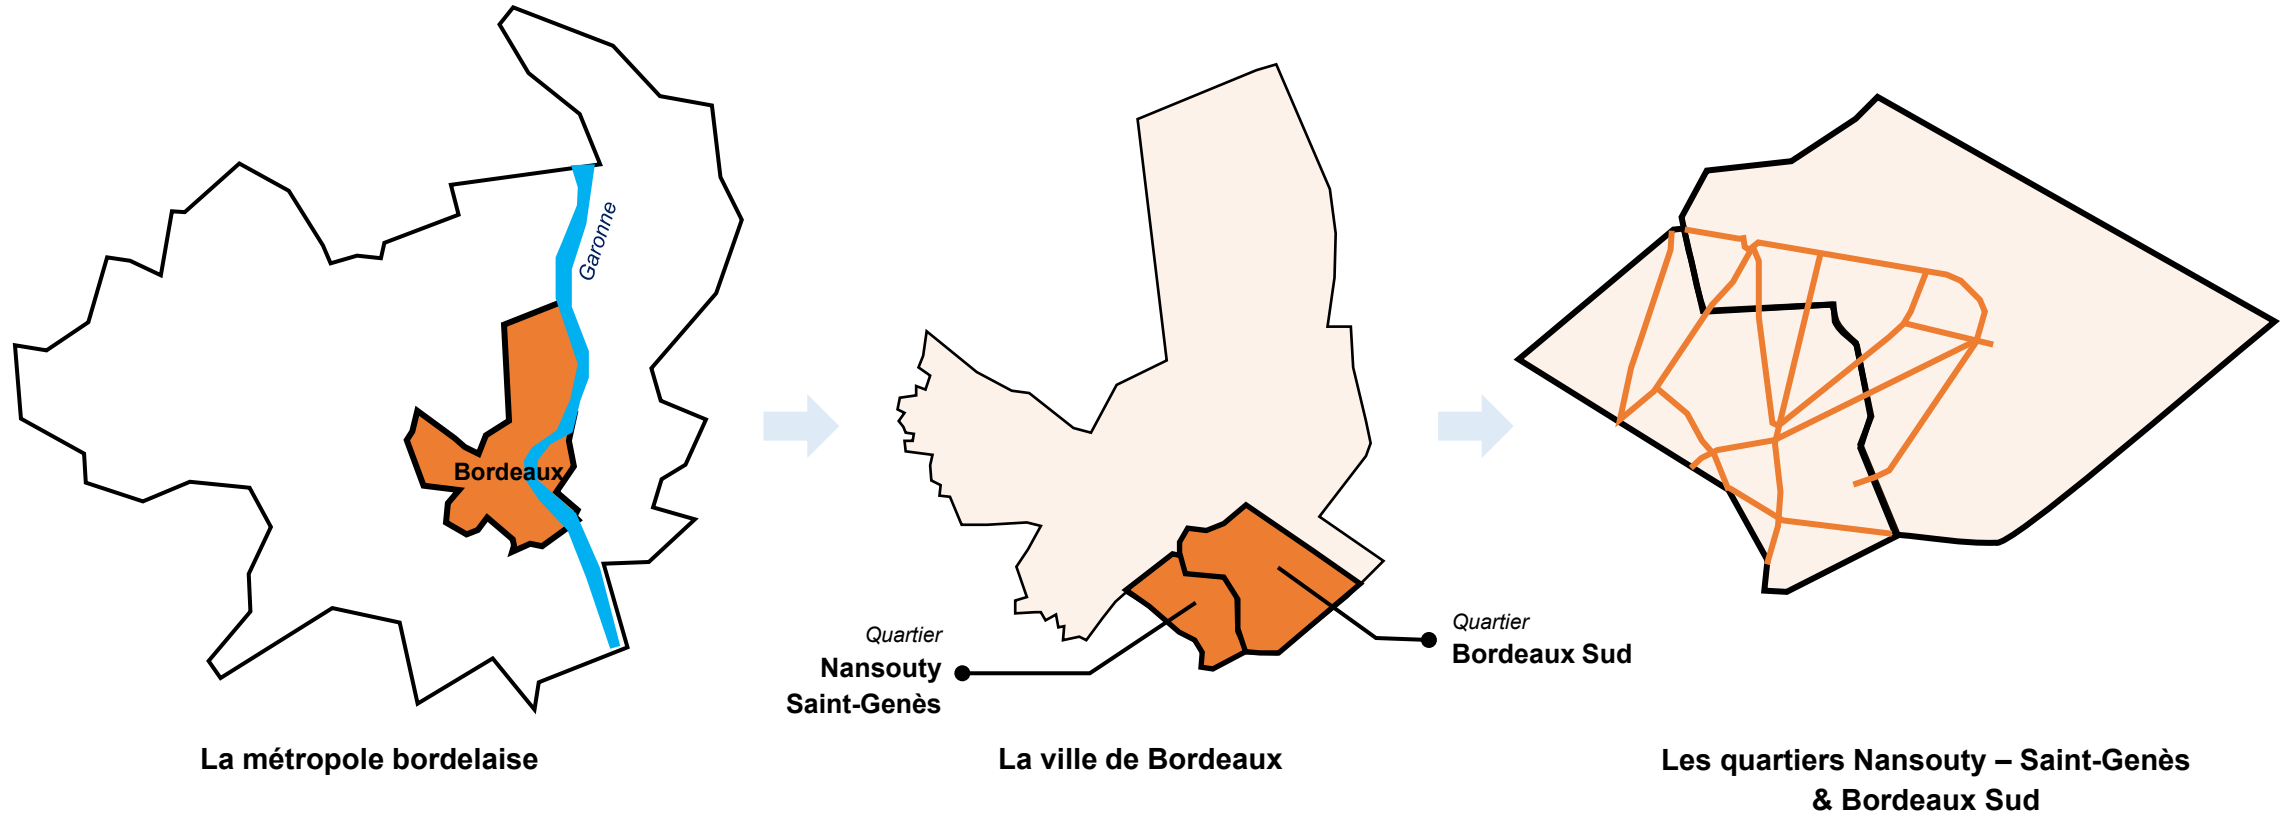 Garonne
Bordeaux
La métropole bordelaise
Quartier
Nansouty
Saint-Genès
Quartier
Bordeaux Sud
La ville de Bordeaux
Les quartiers Nansouty – Saint-Genès
& Bordeaux Sud